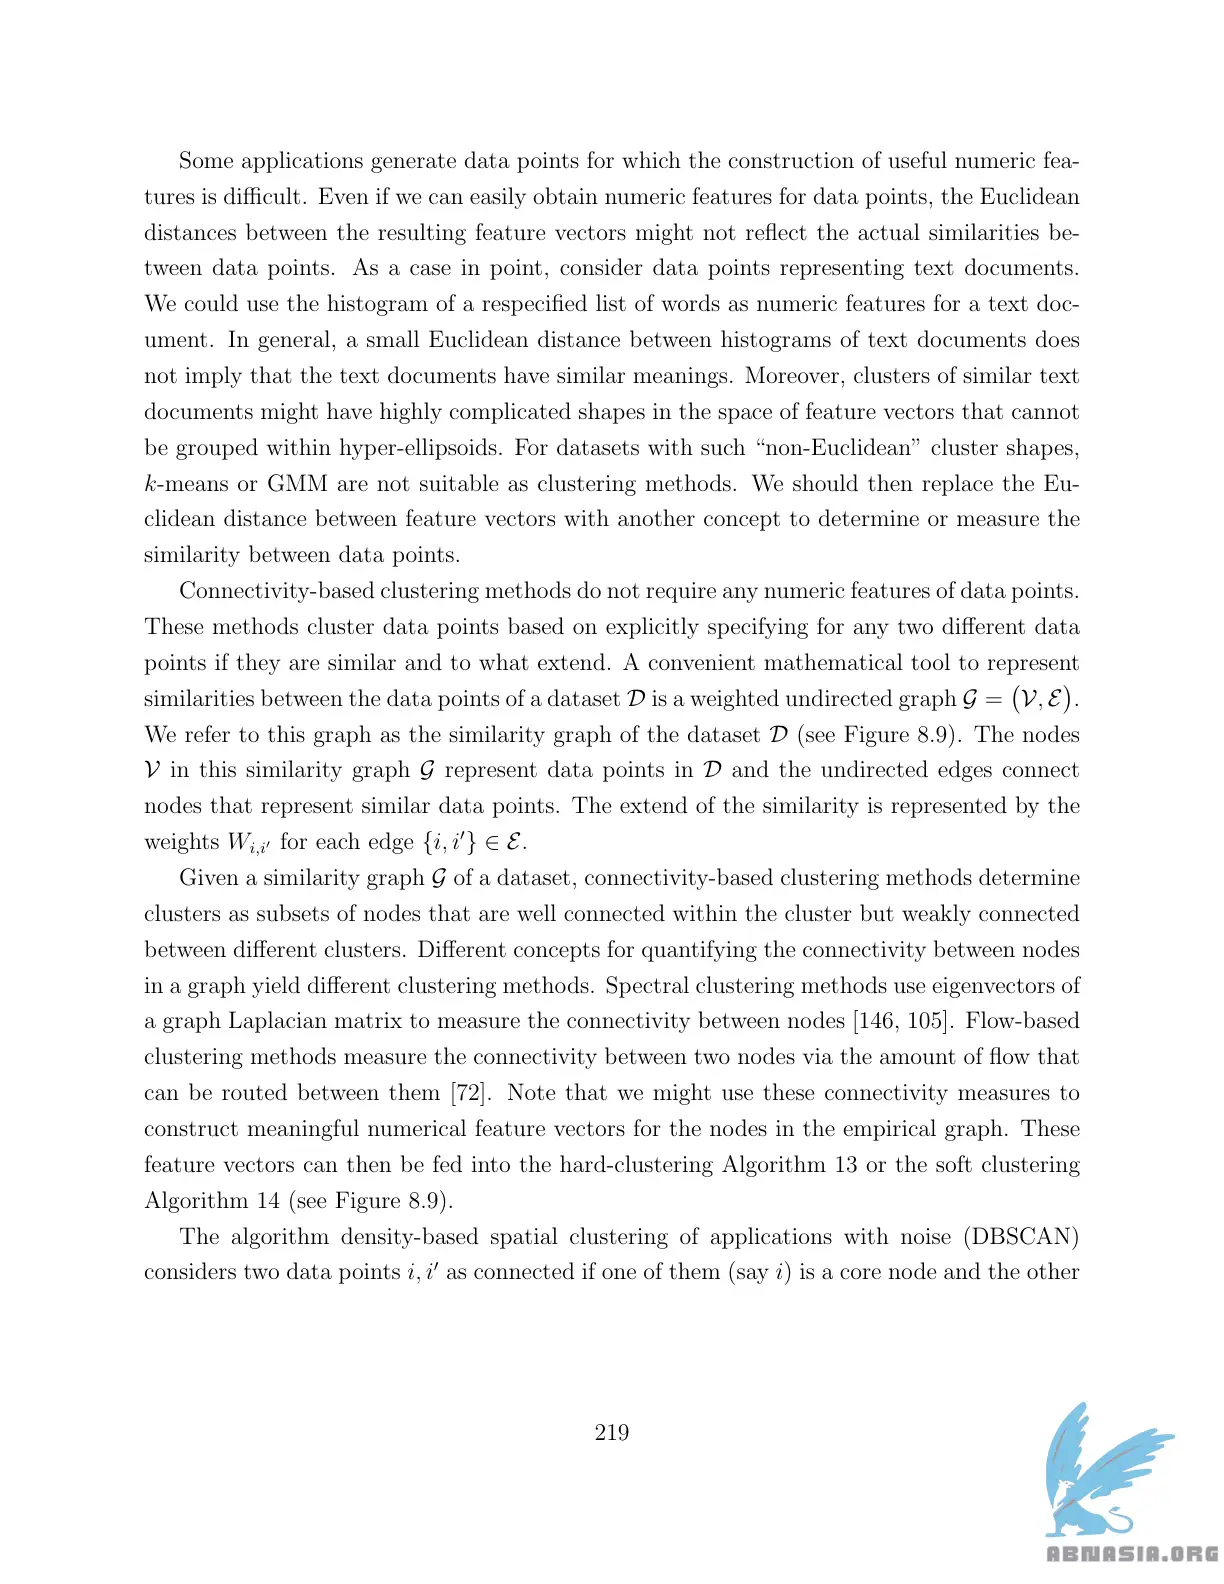 Some applications generate data points for which the construction of useful numeric fea-
tures is difficult. Even if we can easily obtain numeric features for data points, the Euclidean
distances between the resulting feature vectors might not reflect the actual similarities be-
tween data points. As a case in point, consider data points representing text documents.
We could use the histogram of a respecified list of words as numeric features for a text doc-
ument. In general, a small Euclidean distance between histograms of text documents does
not imply that the text documents have similar meanings. Moreover, clusters of similar text
documents might have highly complicated shapes in the space of feature vectors that cannot
be grouped within hyper-ellipsoids. For datasets with such “non-Euclidean” cluster shapes,
k-means or GMM are not suitable as clustering methods. We should then replace the Eu-
clidean distance between feature vectors with another concept to determine or measure the
similarity between data points.
Connectivity-based clustering methods do not require any numeric features of data points.
These methods cluster data points based on explicitly specifying for any two different data
points if they are similar and to what extend. A convenient mathematical tool to represent
similarities between the data points of a dataset 𝒟 is a weighted undirected graph 𝒢 = (𝒱, ℰ).
We refer to this graph as the similarity graph of the dataset 𝒟 (see Figure 8.9). The nodes
𝒱 in this similarity graph 𝒢 represent data points in 𝒟 and the undirected edges connect
nodes that represent similar data points. The extend of the similarity is represented by the
weights W_{i,i′} for each edge {i, i′} ∈ ℰ.
Given a similarity graph 𝒢 of a dataset, connectivity-based clustering methods determine
clusters as subsets of nodes that are well connected within the cluster but weakly connected
between different clusters. Different concepts for quantifying the connectivity between nodes
in a graph yield different clustering methods. Spectral clustering methods use eigenvectors of
a graph Laplacian matrix to measure the connectivity between nodes [146, 105]. Flow-based
clustering methods measure the connectivity between two nodes via the amount of flow that
can be routed between them [72]. Note that we might use these connectivity measures to
construct meaningful numerical feature vectors for the nodes in the empirical graph. These
feature vectors can then be fed into the hard-clustering Algorithm 13 or the soft clustering
Algorithm 14 (see Figure 8.9).
The algorithm density-based spatial clustering of applications with noise (DBSCAN)
considers two data points i, i′ as connected if one of them (say i) is a core node and the other
219
ABNASIA.ORG